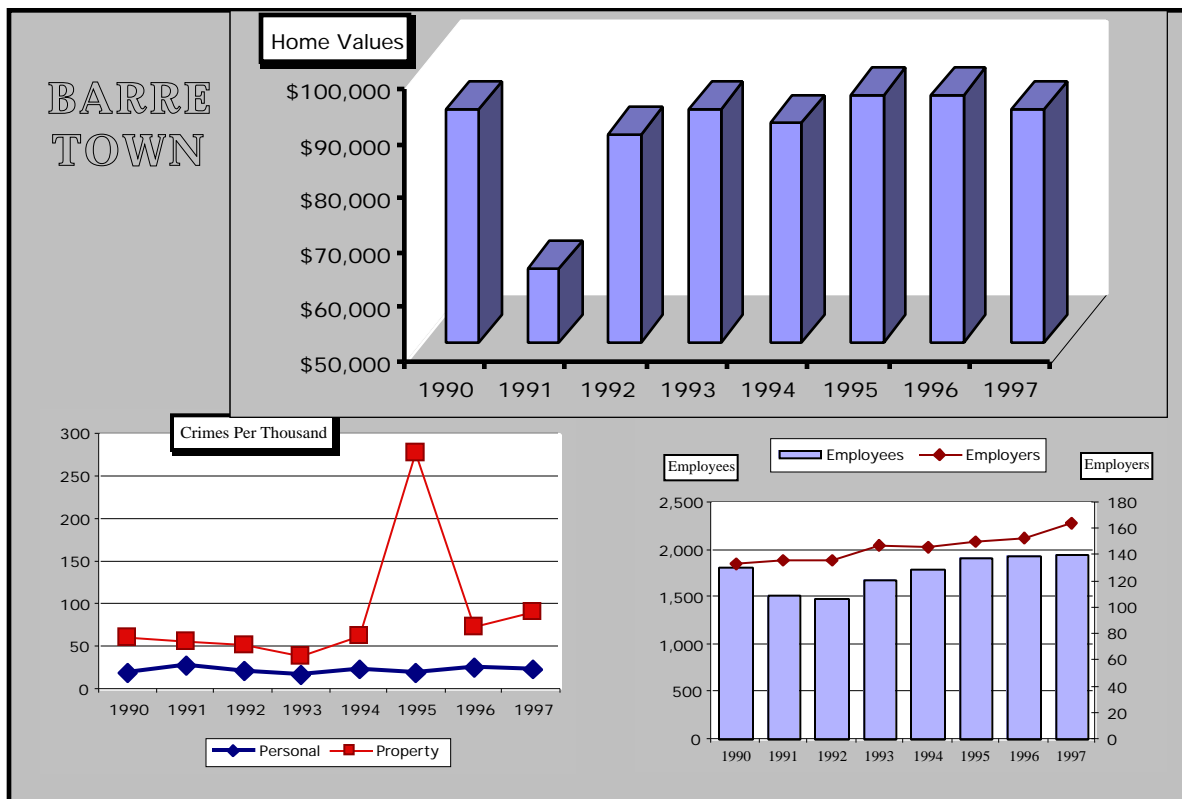 BARRE
TOWN
Home Values
$100,000
$90,000
$80,000
$70,000
$60,000
$50,000
1990 1991 1992 1993 1994 1995 1996 1997
Crimes Per Thousand
300
250
200
150
100
50
0
1990 1991 1992 1993 1994 1995 1996 1997
Personal Property
Employees
Employees Employers
Employers
2,500
2,000
1,500
1,000
500
0
180
160
140
120
100
80
60
40
20
0
1990 1991 1992 1993 1994 1995 1996 1997